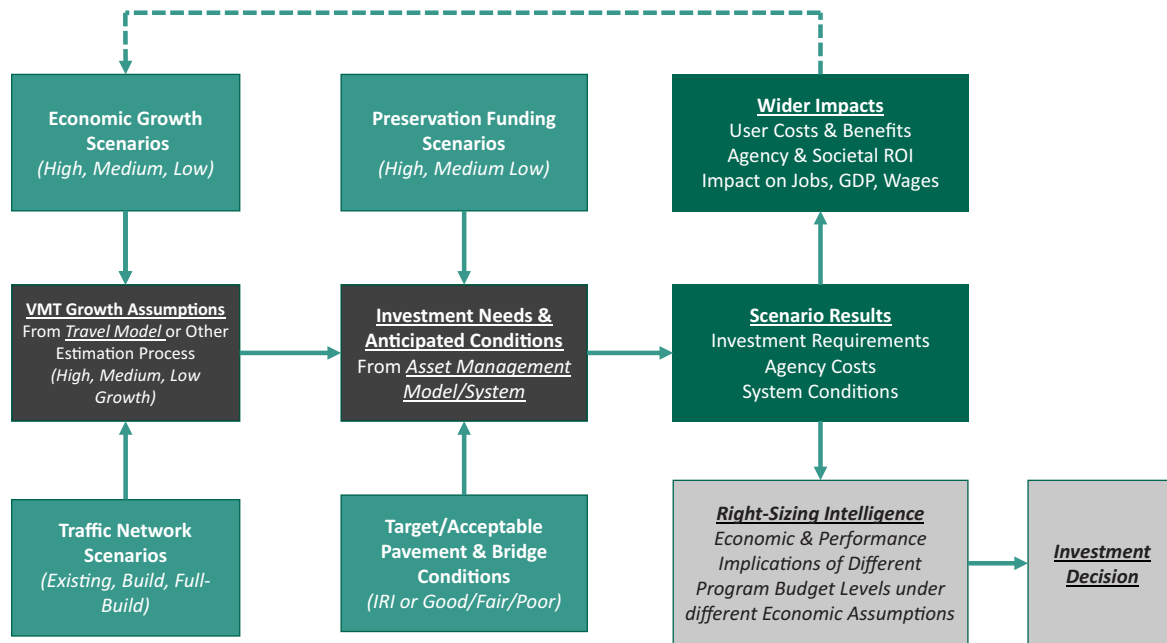 Economic Growth
Scenarios
(High, Medium, Low)
Preservation Funding
Scenarios
(High, Medium Low)
Wider Impacts
User Costs & Benefits
Agency & Societal ROI
Impact on Jobs, GDP, Wages
VMT Growth Assumptions
From Travel Model or Other
Estimation Process
(High, Medium, Low
Growth)
Investment Needs &
Anticipated Conditions
From Asset Management
Model/System
Scenario Results
Investment Requirements
Agency Costs
System Conditions
Traffic Network
Scenarios
(Existing, Build, Full-
Build)
Target/Acceptable
Pavement & Bridge
Conditions
(IRI or Good/Fair/Poor)
Right-Sizing Intelligence
Economic & Performance
Implications of Different
Program Budget Levels under
different Economic Assumptions
Investment
Decision